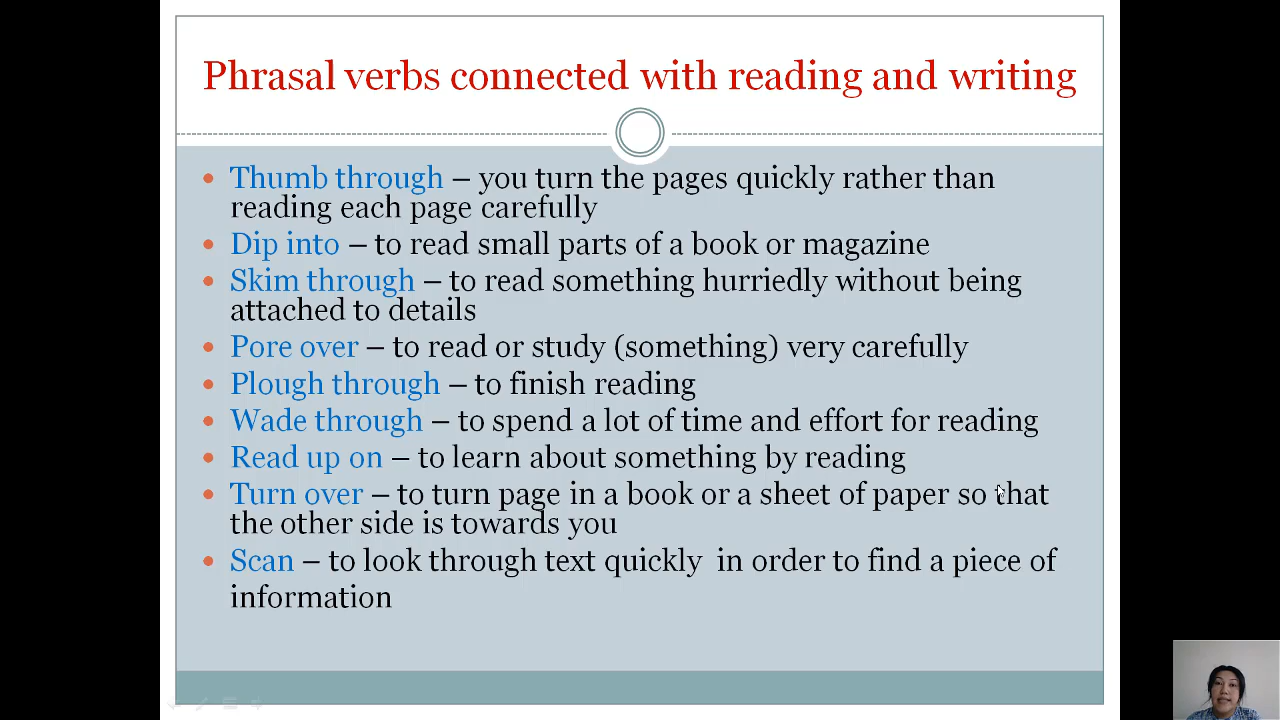 Phrasal verbs connected with reading and writing
• Thumb through – you turn the pages quickly rather than
reading each page carefully
• Dip into – to read small parts of a book or magazine
• Skim through – to read something hurriedly without being
attached to details
• Pore over – to read or study (something) very carefully
• Plough through – to finish reading
• Wade through – to spend a lot of time and effort for reading
• Read up on – to learn about something by reading
• Turn over – to turn page in a book or a sheet of paper so that
the other side is towards you
• Scan – to look through text quickly  in order to find a piece of
information